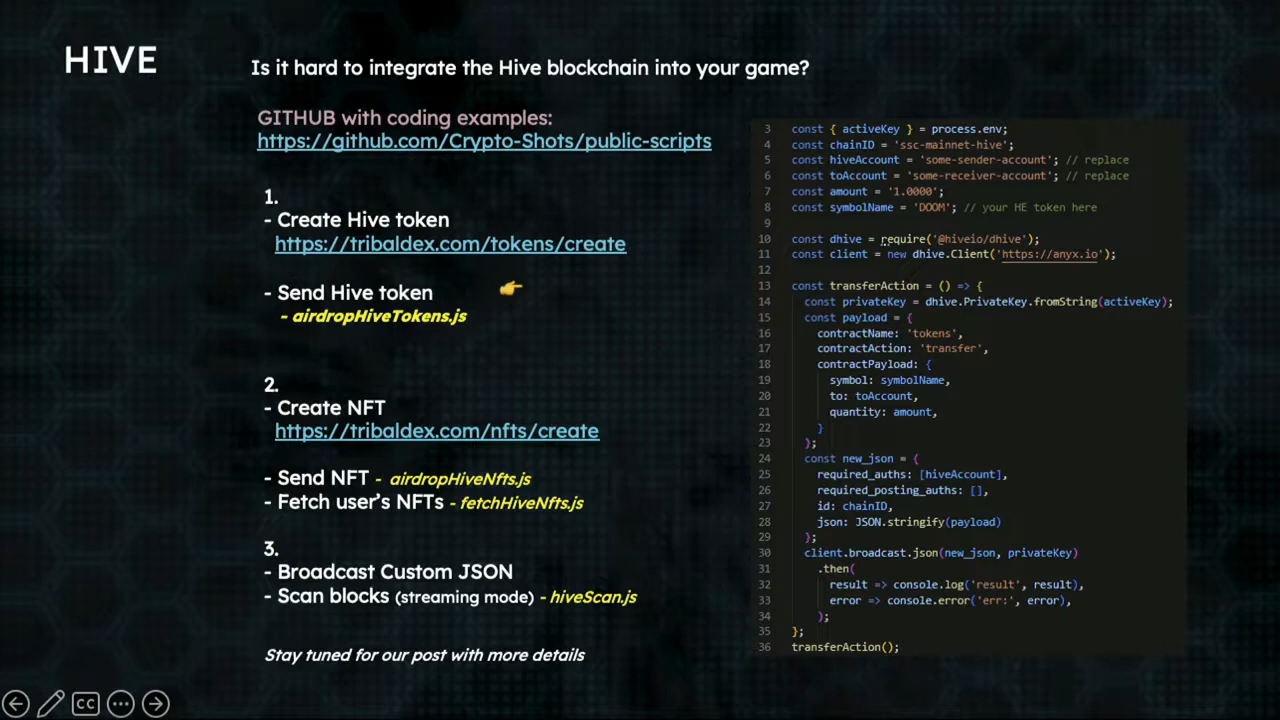 HIVE
Is it hard to integrate the Hive blockchain into your game?
GITHUB with coding examples:
https://github.com/Crypto-Shots/public-scripts
1.
- Create Hive token
https://tribaldex.com/tokens/create
- Send Hive token
- airdropHiveTokens.js
2.
- Create NFT
https://tribaldex.com/nfts/create
- Send NFT - airdropHiveNfts.js
- Fetch user's NFTs - fetchHiveNfts.js
3.
- Broadcast Custom JSON
- Scan blocks (streaming mode) - hiveScan.js
Stay tuned for our post with more details
3 const { activeKey } = process.env;
4 const chainID = 'ssc-mainnet-hive';
5 const hiveAccount = 'some-sender-account'; // replace
6 const toAccount = 'some-receiver-account'; // replace
7 const amount = '1.0000';
8 const symbolName = 'DOOM'; // your HE token here
9
10 const dhive = require('@hiveio/dhive');
11 const client = new dhive.Client('https://anyx.io');
12
13 const transferAction = () => {
14 const privateKey = dhive.PrivateKey.fromString(activeKey);
15 const payload = {
16 contractName: 'tokens',
17 contractAction: 'transfer',
18 contractPayload: {
19 symbol: symbolName,
20 to: toAccount,
21 quantity: amount,
22 }
23 };
24 const new_json = {
25 required_auths: [hiveAccount],
26 required_posting_auths: [],
27 id: chainID,
28 json: JSON.stringify(payload)
29 };
30 client.broadcast.json(new_json, privateKey)
31 .then(
32 result => console.log('result', result),
33 error => console.error('err:', error),
34 );
35 };
36 transferAction();
CC